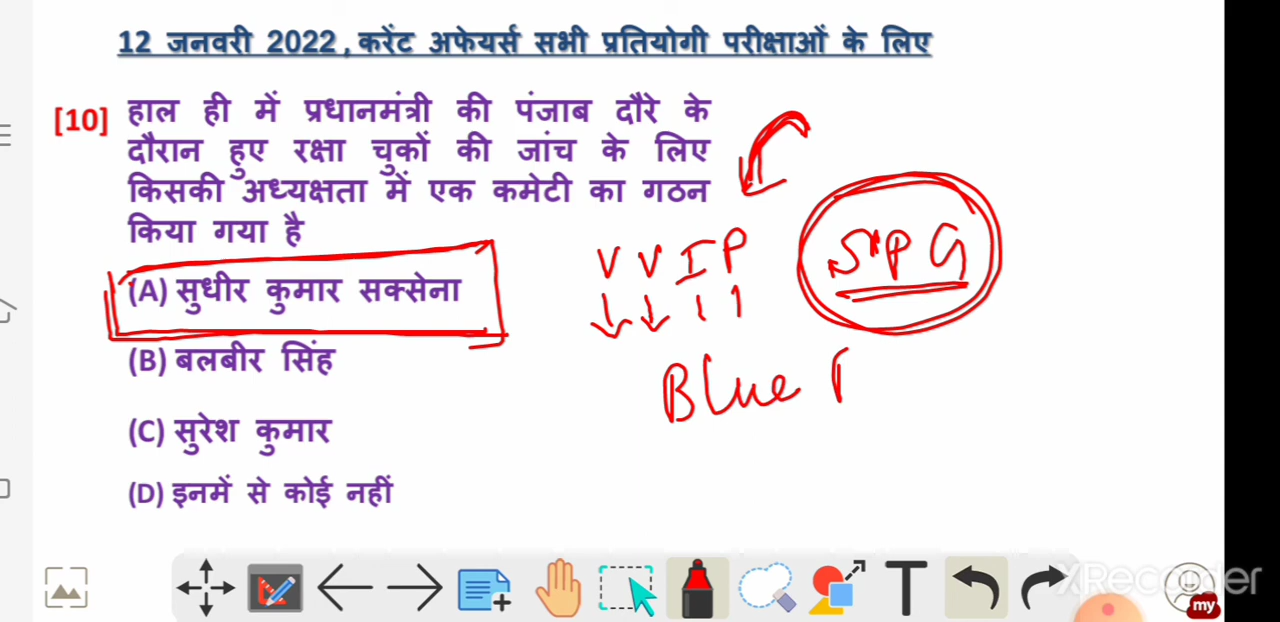 12 जनवरी 2022 , करेंट अफेयर्स सभी प्रतियोगी परीक्षाओं के लिए
[10] हाल ही में प्रधानमंत्री की पंजाब दौरे के
दौरान हुए रक्षा चुकों की जांच के लिए
किसकी अध्यक्षता में एक कमेटी का गठन
किया गया है
(A) सुधीर कुमार सक्सेना
(B) बलबीर सिंह
(C) सुरेश कुमार
(D) इनमें से कोई नहीं
VVIP
SPG
Blue
T
XRecorder
my